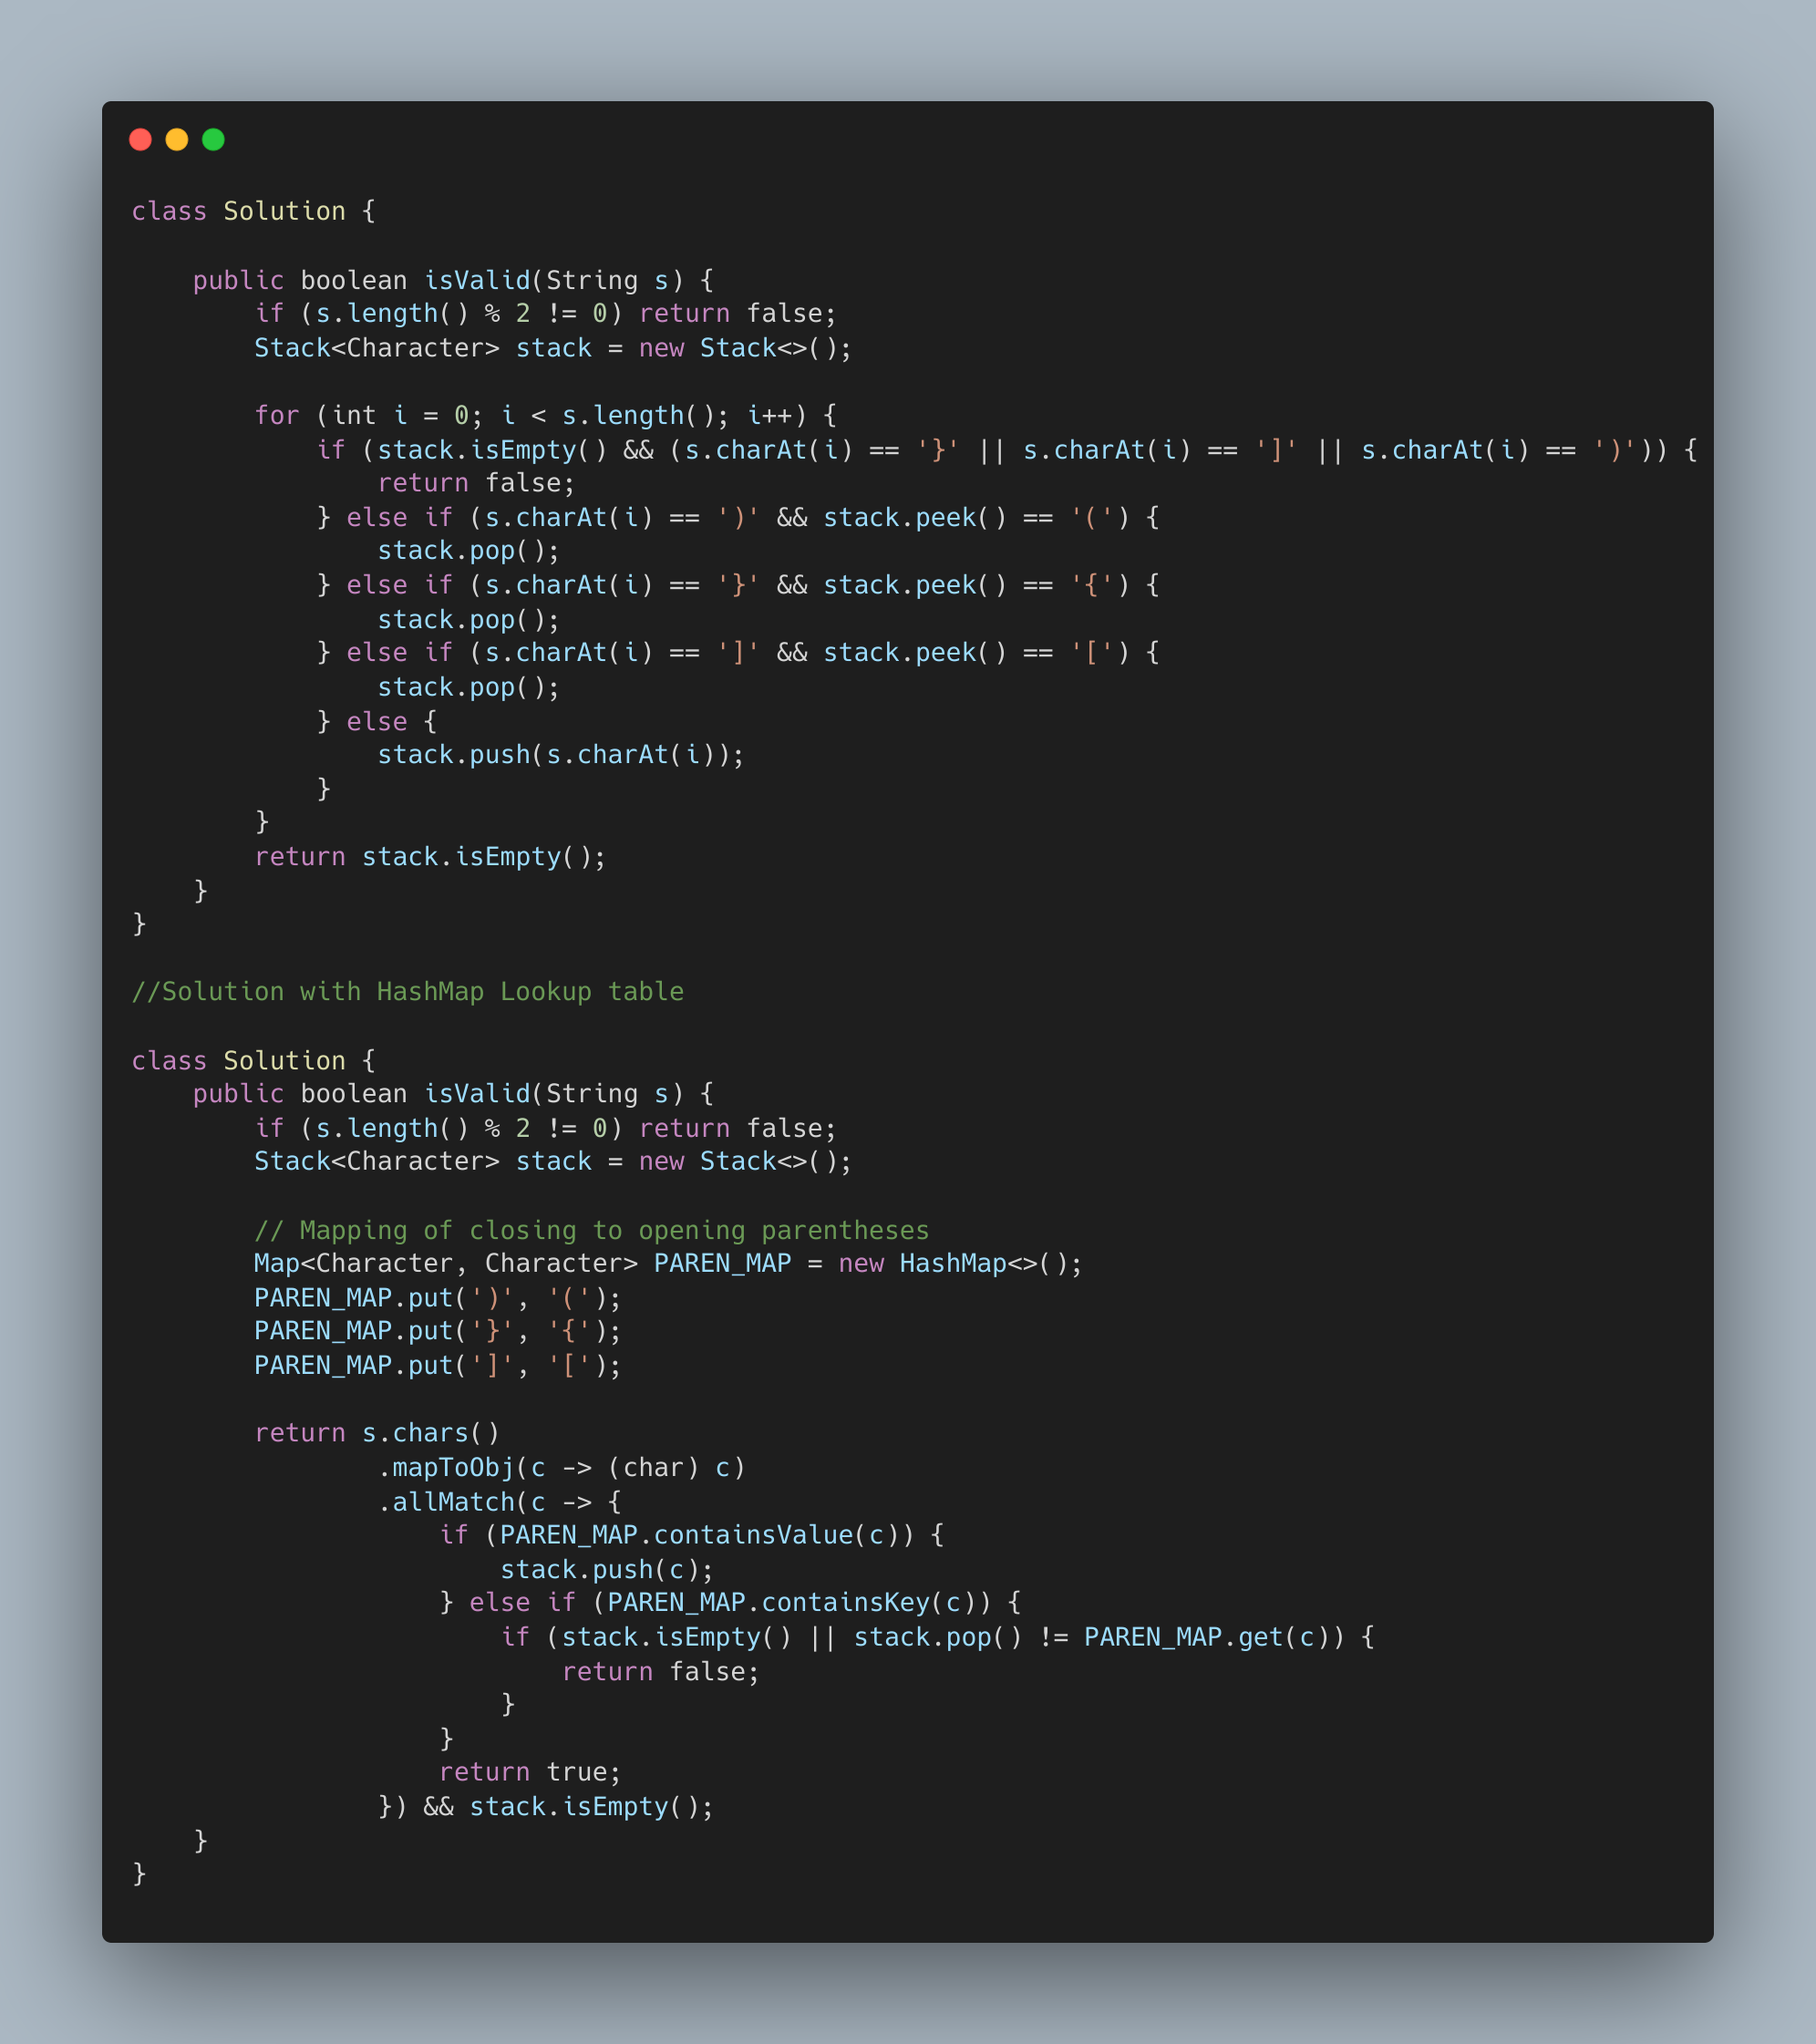 class Solution {

    public boolean isValid(String s) {
        if (s.length() % 2 != 0) return false;
        Stack<Character> stack = new Stack<>();

        for (int i = 0; i < s.length(); i++) {
            if (stack.isEmpty() && (s.charAt(i) == '}' || s.charAt(i) == ']' || s.charAt(i) == ')')) {
                return false;
            } else if (s.charAt(i) == ')' && stack.peek() == '(') {
                stack.pop();
            } else if (s.charAt(i) == '}' && stack.peek() == '{') {
                stack.pop();
            } else if (s.charAt(i) == ']' && stack.peek() == '[') {
                stack.pop();
            } else {
                stack.push(s.charAt(i));
            }
        }
        return stack.isEmpty();
    }
}

//Solution with HashMap Lookup table

class Solution {
    public boolean isValid(String s) {
        if (s.length() % 2 != 0) return false;
        Stack<Character> stack = new Stack<>();

        // Mapping of closing to opening parentheses
        Map<Character, Character> PAREN_MAP = new HashMap<>();
        PAREN_MAP.put(')', '(');
        PAREN_MAP.put('}', '{');
        PAREN_MAP.put(']', '[');

        return s.chars()
                .mapToObj(c -> (char) c)
                .allMatch(c -> {
                    if (PAREN_MAP.containsValue(c)) {
                        stack.push(c);
                    } else if (PAREN_MAP.containsKey(c)) {
                        if (stack.isEmpty() || stack.pop() != PAREN_MAP.get(c)) {
                            return false;
                        }
                    }
                    return true;
                }) && stack.isEmpty();
    }
}